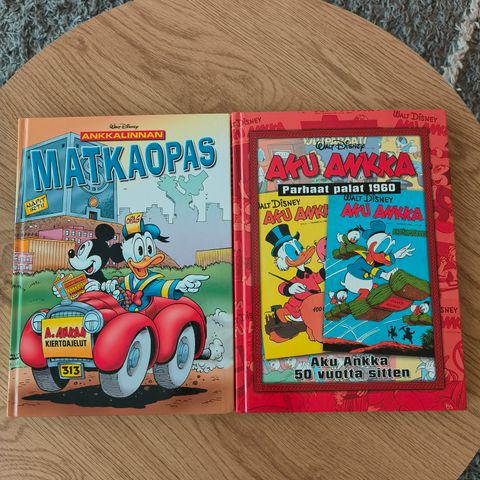 Walt Disney
ANKKALINNAN
MATKAOPAS
OPAS
A. ANKKA
KIERTOAJELUT
313
WALT DISNEY
Walt Disney
AKU ANKKA
Parhaat palat 1960
WALT DISNEY
AKU ANKKA
WALT DISNEY
AKU ANKKA
Aku Ankka
50 vuotta sitten